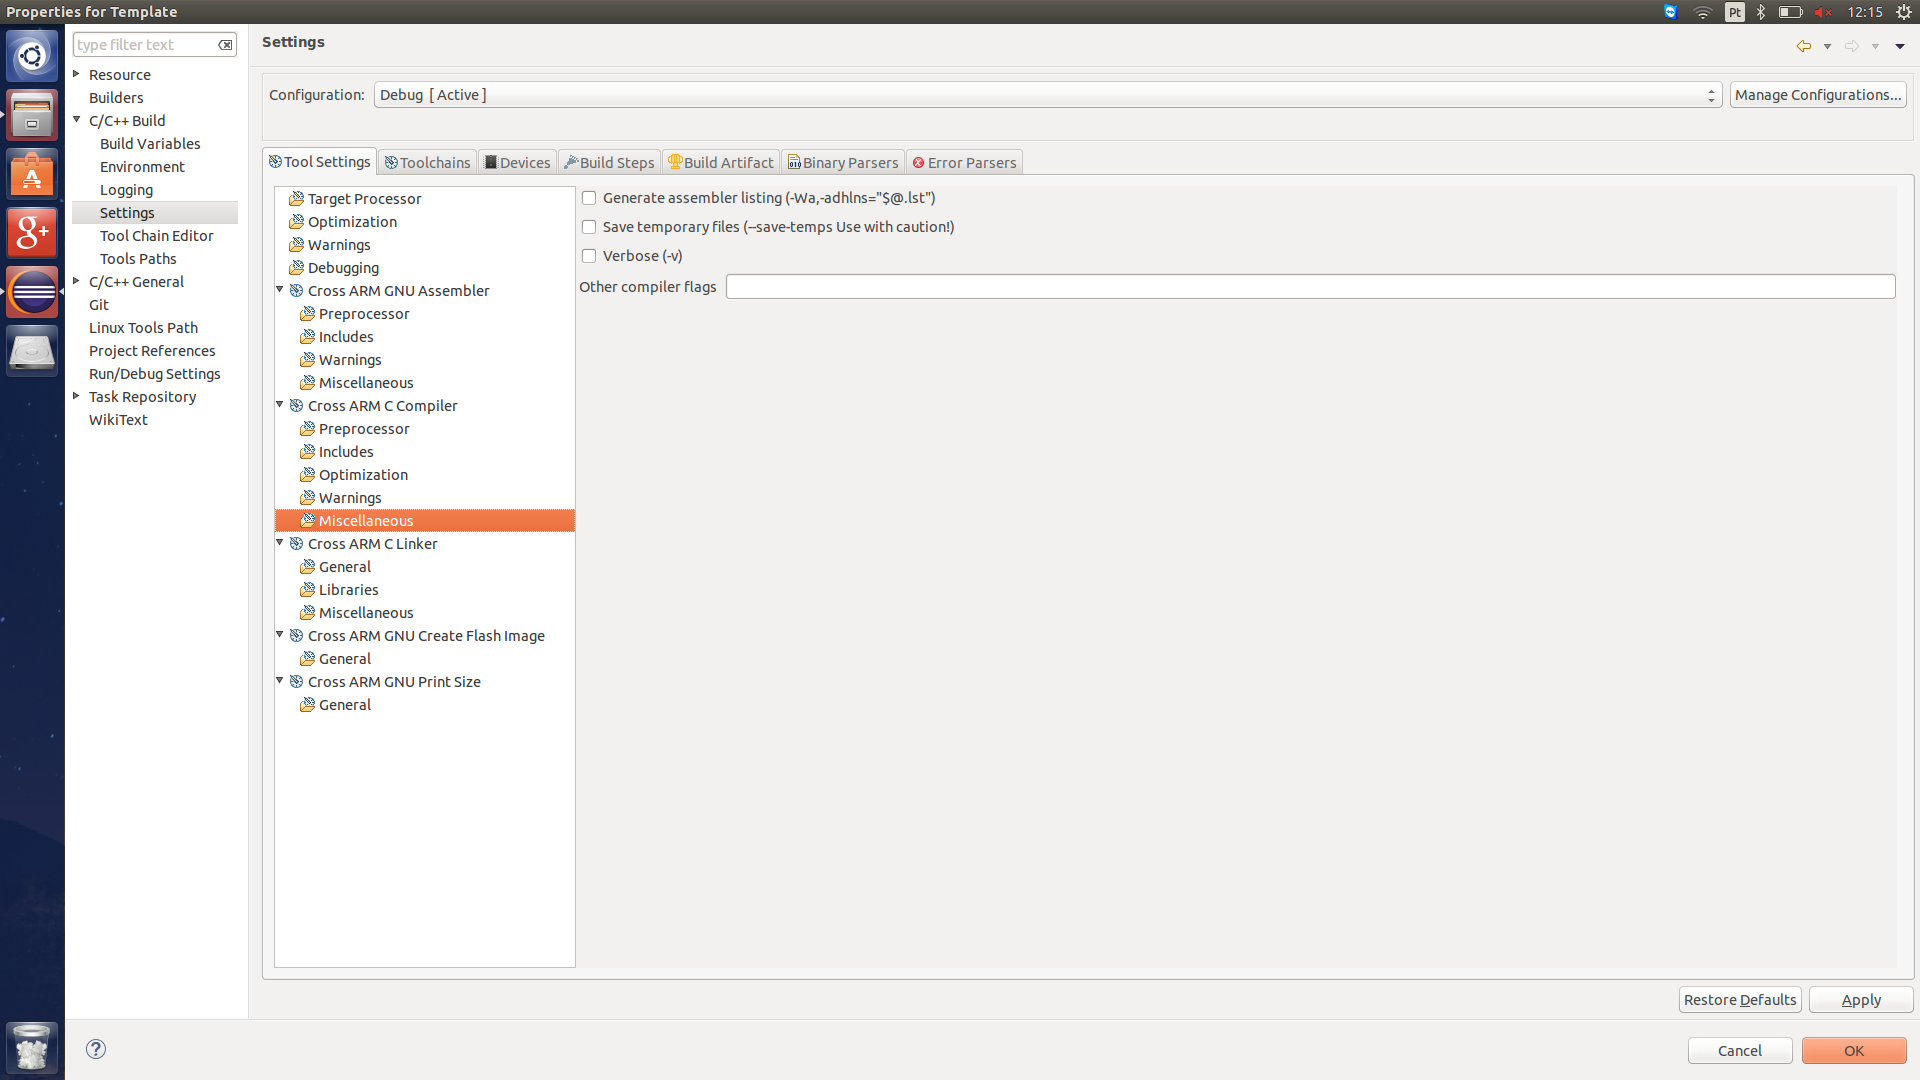 Properties for Template
Pt
12:15
type filter text
Resource
Builders
C/C++ Build
Build Variables
Environment
Logging
Settings
Tool Chain Editor
Tools Paths
C/C++ General
Git
Linux Tools Path
Project References
Run/Debug Settings
Task Repository
WikiText
Settings
Configuration:
Debug [ Active ]
Manage Configurations...
Tool Settings
Toolchains
Devices
Build Steps
Build Artifact
Binary Parsers
Error Parsers
Target Processor
Optimization
Warnings
Debugging
Cross ARM GNU Assembler
Preprocessor
Includes
Warnings
Miscellaneous
Cross ARM C Compiler
Preprocessor
Includes
Optimization
Warnings
Miscellaneous
Cross ARM C Linker
General
Libraries
Miscellaneous
Cross ARM GNU Create Flash Image
General
Cross ARM GNU Print Size
General
Generate assembler listing (-Wa,-adhlns="$@.lst")
Save temporary files (--save-temps Use with caution!)
Verbose (-v)
Other compiler flags
Restore Defaults
Apply
Cancel
OK